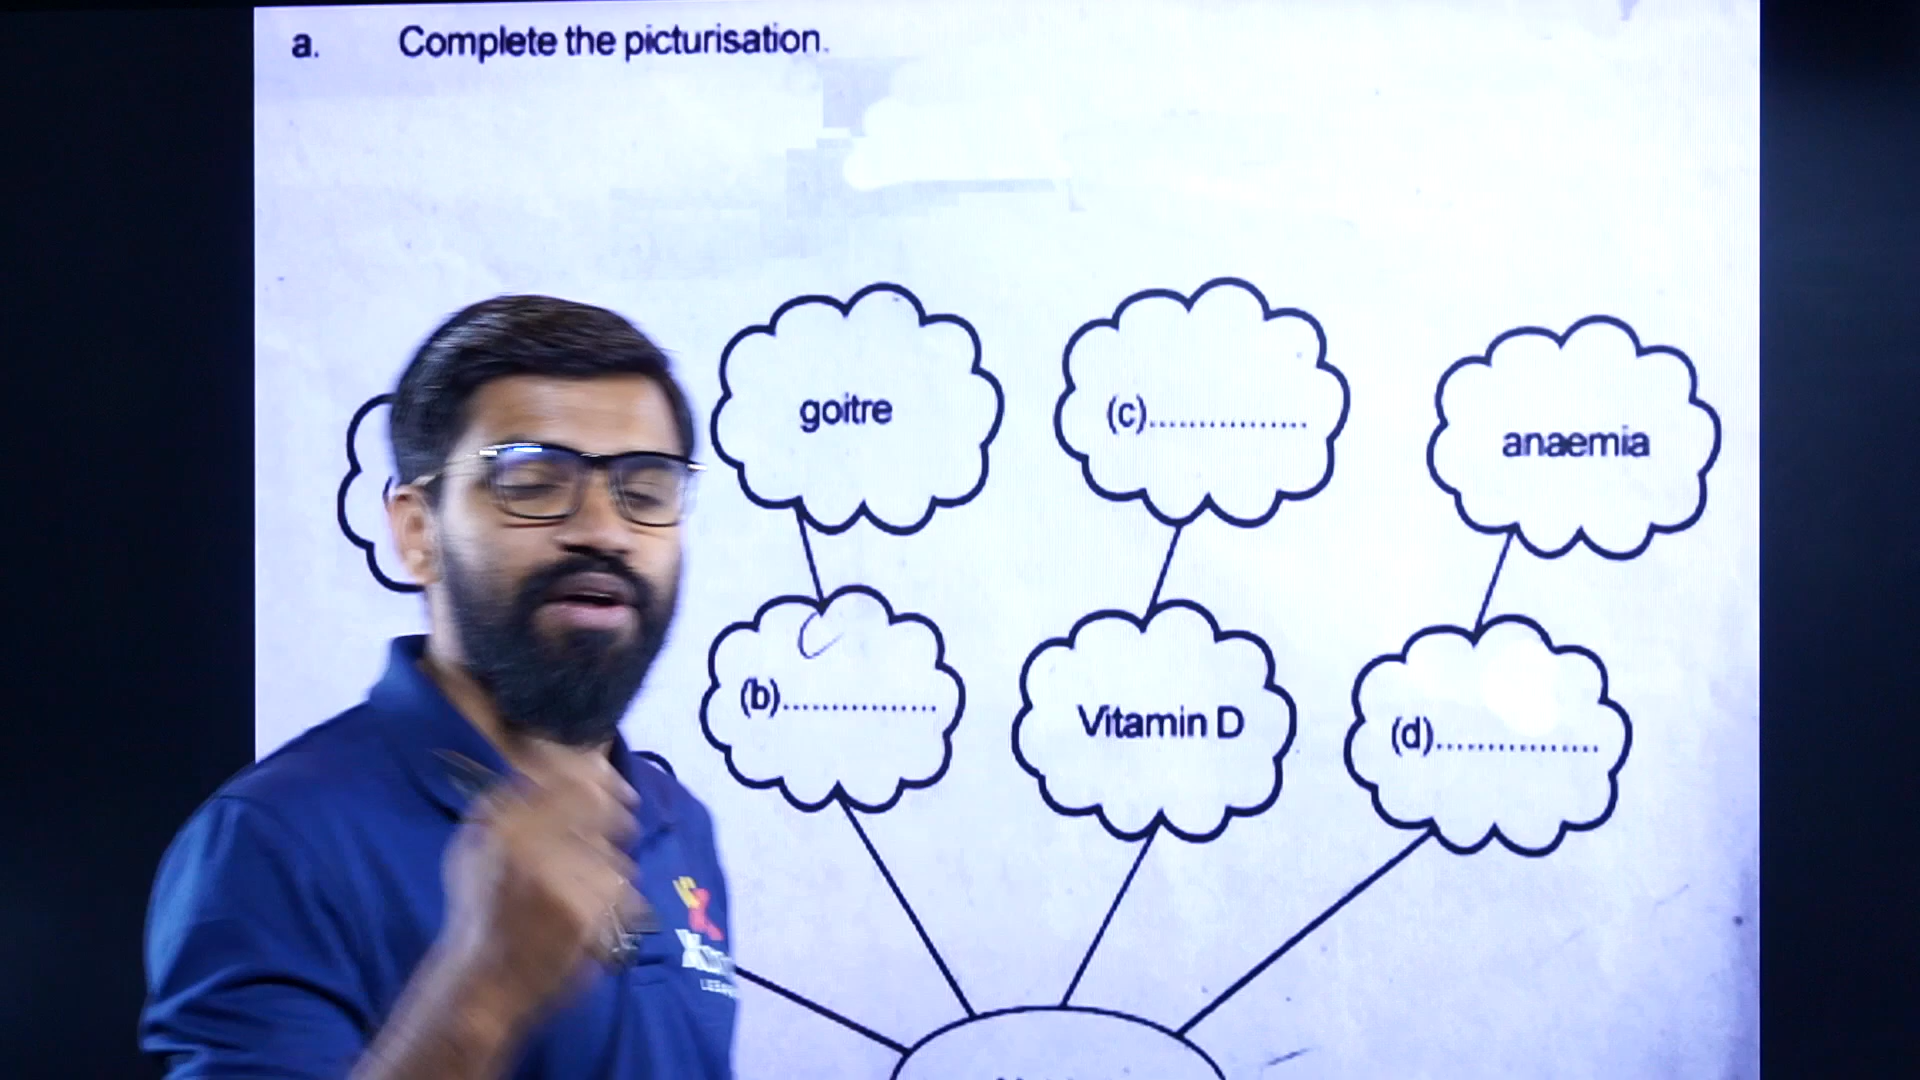 a. Complete the picturisation.
goitre
(c)................
anaemia
(b)................
Vitamin D
(d)................